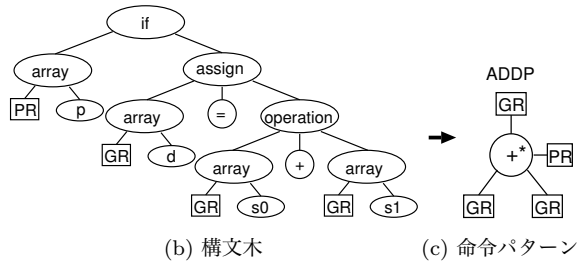 if
array
assign
ADDP
PR
p
array
=
operation
GR
GR
d
array
+
array
+*
PR
GR
s0
GR
s1
GR
GR
(b) 構文木
(c) 命令パターン